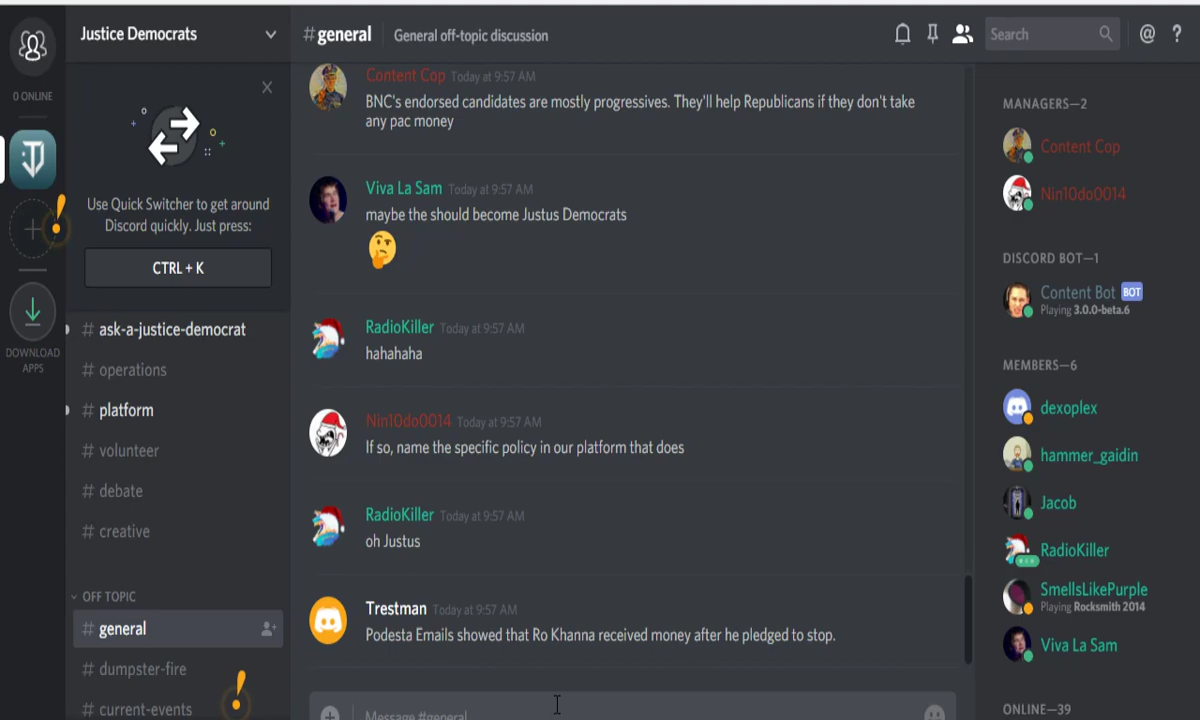 Justice Democrats
#general
General off-topic discussion
Search
@
?
0 ONLINE
Use Quick Switcher to get around
Discord quickly. Just press:
CTRL + K
DOWNLOAD
APPS
# ask-a-justice-democrat
# operations
# platform
# volunteer
# debate
# creative
OFF TOPIC
# general
# dumpster-fire
# current-events
Content Cop Today at 9:57 AM
BNC's endorsed candidates are mostly progressives. They'll help Republicans if they don't take
any pac money
Viva La Sam Today at 9:57 AM
maybe the should become Justus Democrats
RadioKiller Today at 9:57 AM
hahahaha
Nin10do0014 Today at 9:57 AM
If so, name the specific policy in our platform that does
RadioKiller Today at 9:57 AM
oh Justus
Trestman Today at 9:57 AM
Podesta Emails showed that Ro Khanna received money after he pledged to stop.
Message #general
MANAGERS—2
Content Cop
Nin10do0014
DISCORD BOT—1
Content Bot BOT
Playing 3.0.0-beta.6
MEMBERS—6
dexoplex
hammer_gaidin
Jacob
RadioKiller
SmellsLikePurple
Playing Rocksmith 2014
Viva La Sam
ONLINE—39